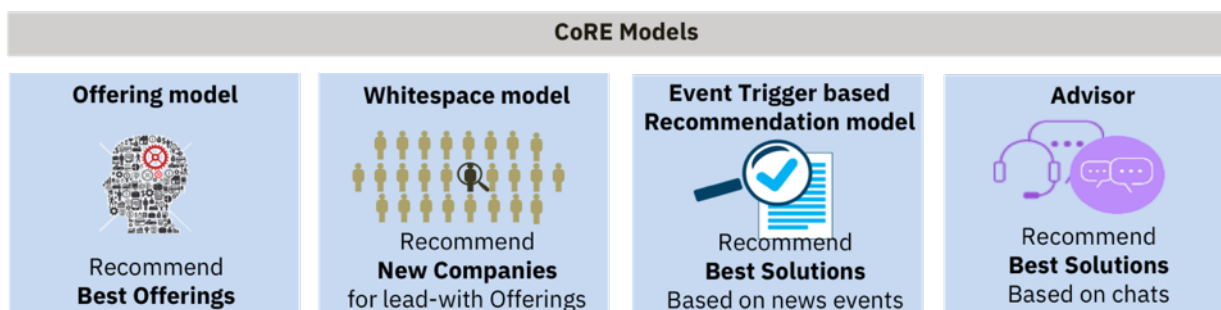 CoRE Models
Offering model
Recommend
Best Offerings
Whitespace model
Recommend
New Companies
for lead-with Offerings
Event Trigger based
Recommendation model
Recommend
Best Solutions
Based on news events
Advisor
Recommend
Best Solutions
Based on chats